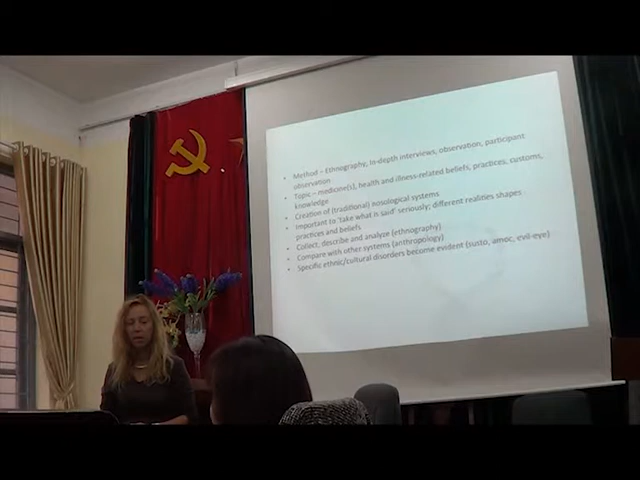 • Method – Ethnography, In-depth interviews, observation, participant
observation
• Topic – medicine(s), health and illness-related beliefs, practices, customs,
knowledge
• Creation of (traditional) nosological systems
• Important to 'take what is said' seriously; different realities shapes
practices and beliefs
• Collect, describe and analyze (ethnography)
• Compare with other systems (anthropology)
• Specific ethnic/cultural disorders become evident (susto, amoc, evil-eye)